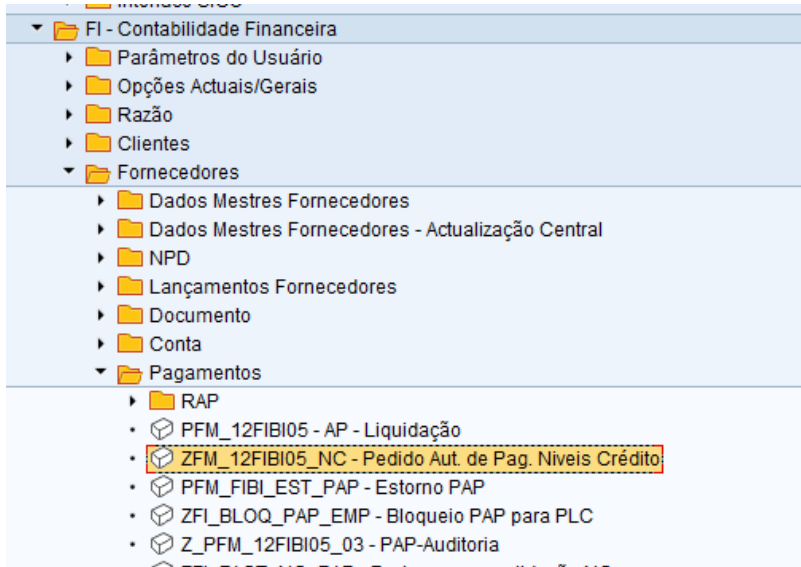 FI - Contabilidade Financeira
Parâmetros do Usuário
Opções Actuais/Gerais
Razão
Clientes
Fornecedores
Dados Mestres Fornecedores
Dados Mestres Fornecedores - Actualização Central
NPD
Lançamentos Fornecedores
Documento
Conta
Pagamentos
RAP
PFM_12FIBI05 - AP - Liquidação
ZFM_12FIBI05_NC - Pedido Aut. de Pag. Niveis Crédito
PFM_FIBI_EST_PAP - Estorno PAP
ZFI_BLOQ_PAP_EMP - Bloqueio PAP para PLC
Z_PFM_12FIBI05_03 - PAP-Auditoria